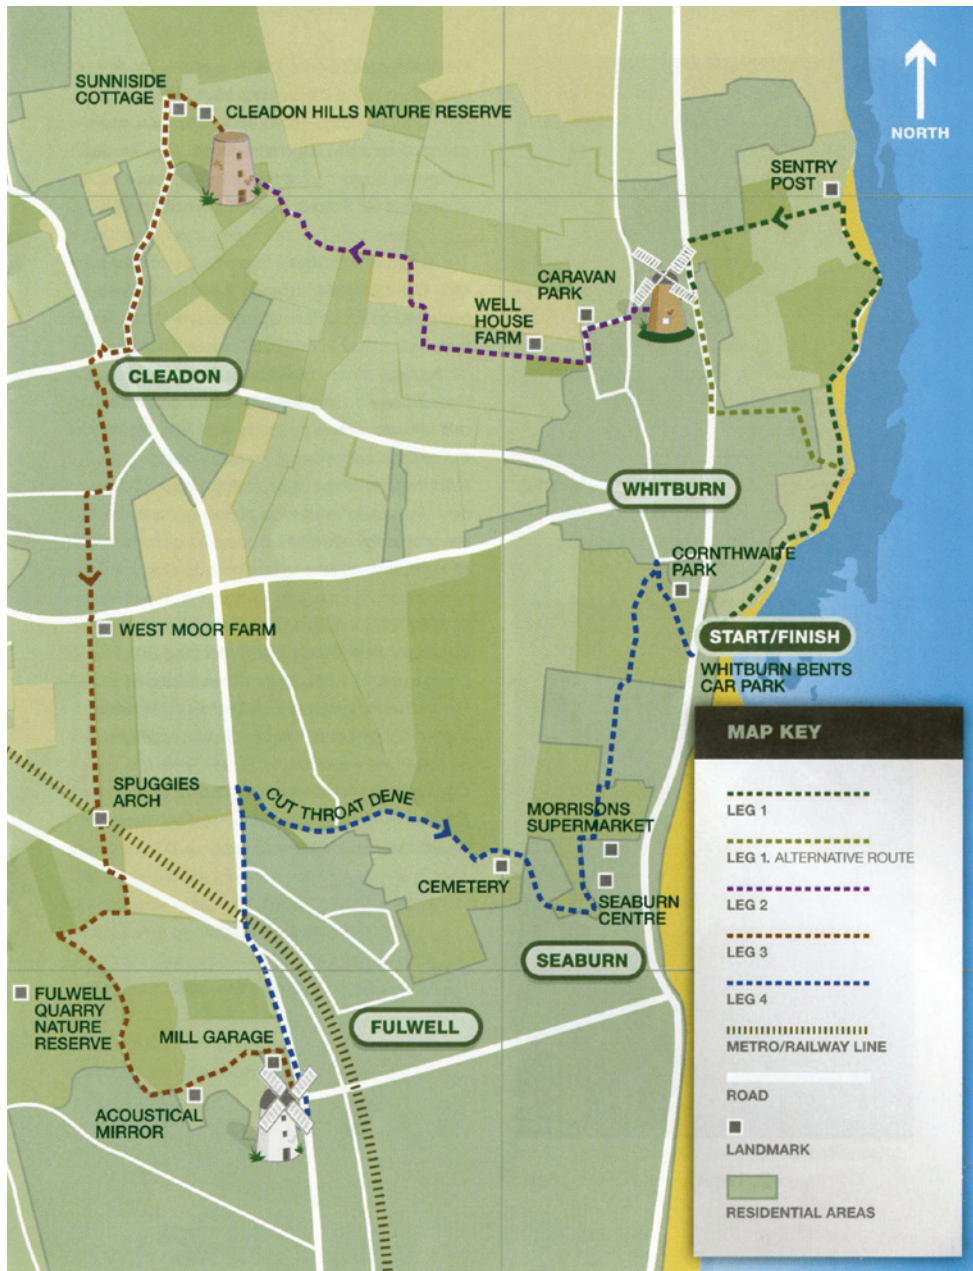 SUNNISIDE
COTTAGE
CLEADON HILLS NATURE RESERVE
NORTH
SENTRY
POST
CARAVAN
PARK
WELL
HOUSE
FARM
CLEADON
WHITBURN
CORNTHWAITE
PARK
START/FINISH
WHITBURN BENTS
CAR PARK
WEST MOOR FARM
SPUGGIES
ARCH
CUT THROAT DENE
MORRISONS
SUPERMARKET
CEMETERY
SEABURN
CENTRE
SEABURN
FULWELL
QUARRY
NATURE
RESERVE
MILL GARAGE
FULWELL
ACOUSTICAL
MIRROR
MAP KEY
LEG 1
LEG 1. ALTERNATIVE ROUTE
LEG 2
LEG 3
LEG 4
METRO/RAILWAY LINE
ROAD
LANDMARK
RESIDENTIAL AREAS